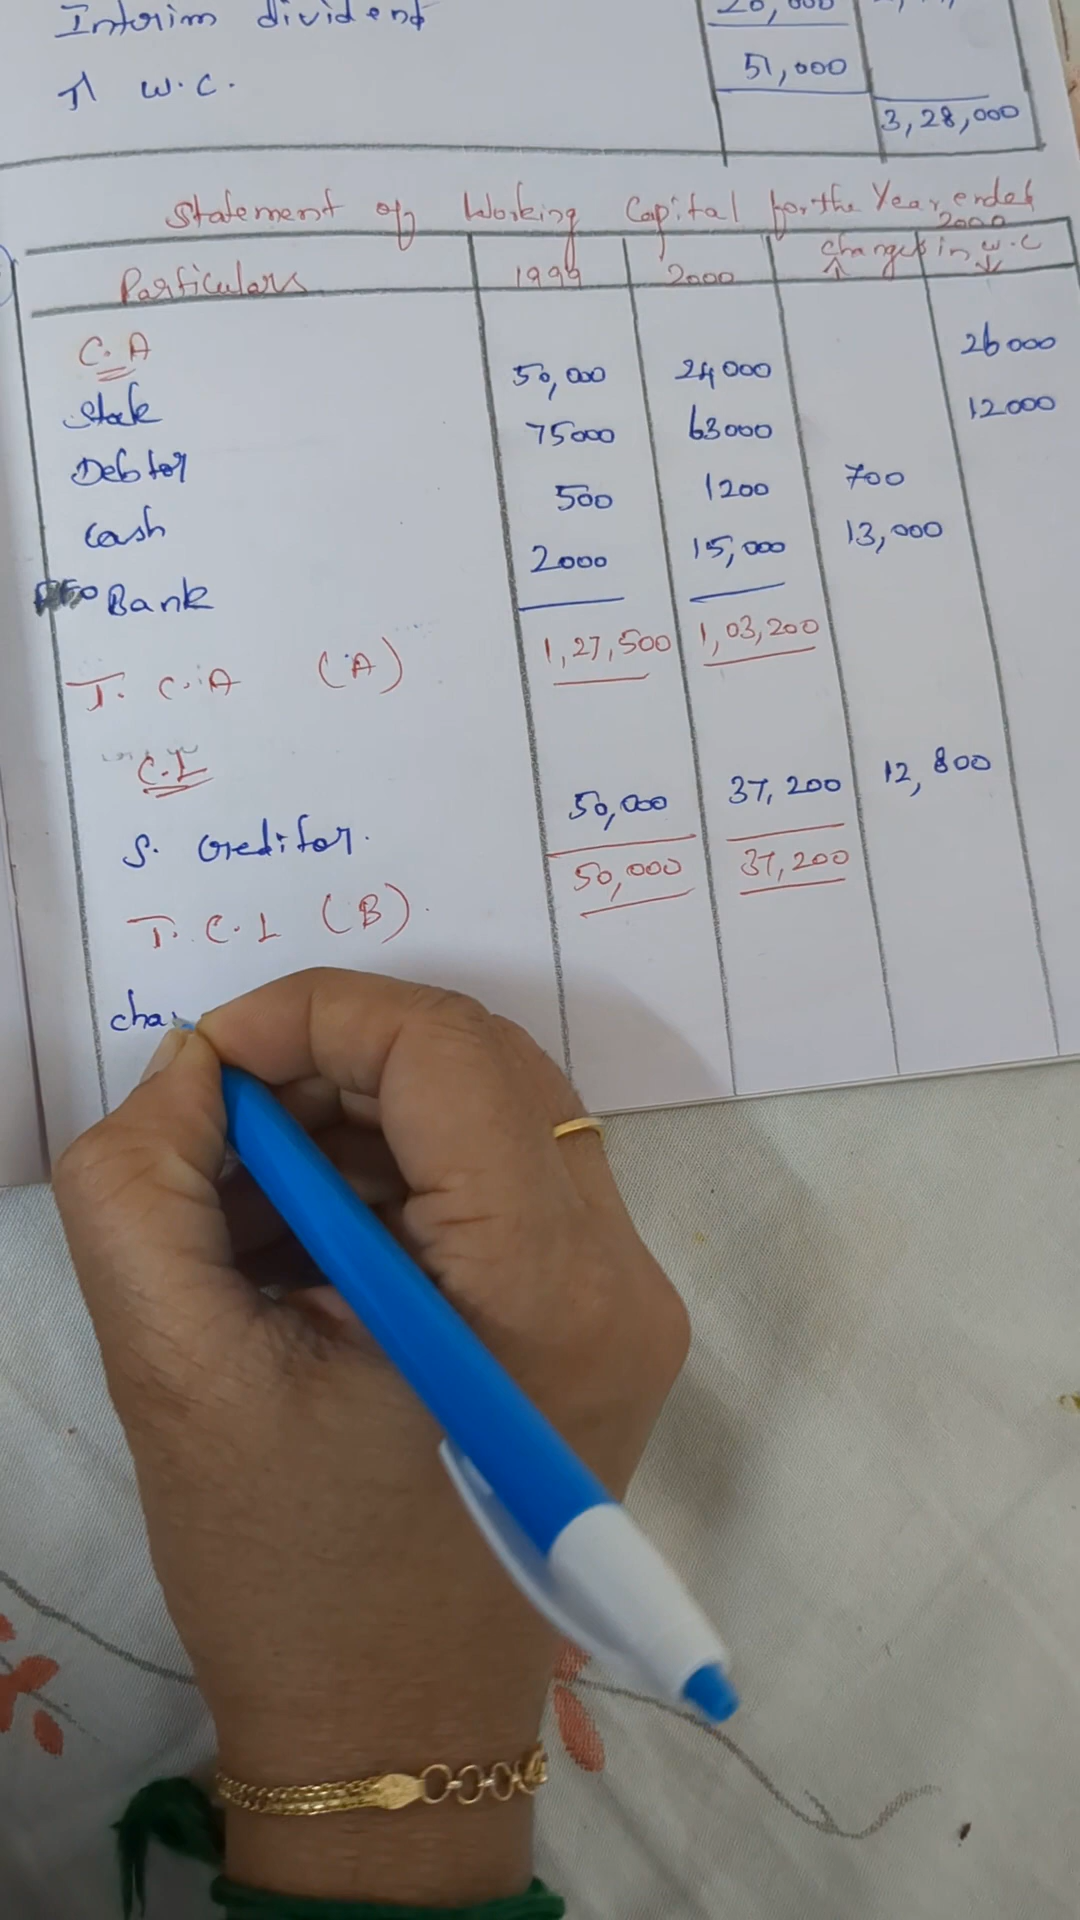 Interim dividend 20,000
↑ W.C. 51,000
3,28,000
Statement of Working Capital for the Year ended 2000
Particulars 1999 2000 Changes in W.C
↑ ↓
C.A
Stock 50,000 24000 26000
Debtor 75000 63000 12000
Cash 500 1200 700
Bank 2000 15,000 13,000
T. C.A (A) 1,27,500 1,03,200
C.L
S. Creditor. 50,000 37,200 12,800
T. C.L (B). 50,000 37,200
cha